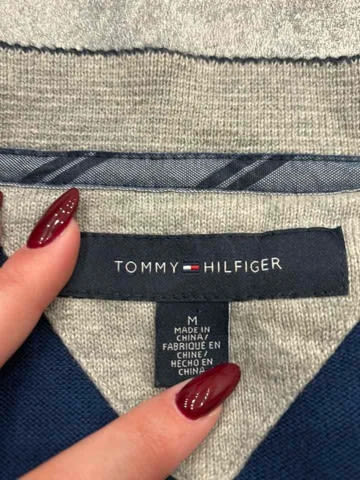 TOMMY HILFIGER
M
MADE IN
CHINA/
FABRIQUÉ EN
CHINE/
HECHO EN
CHINA